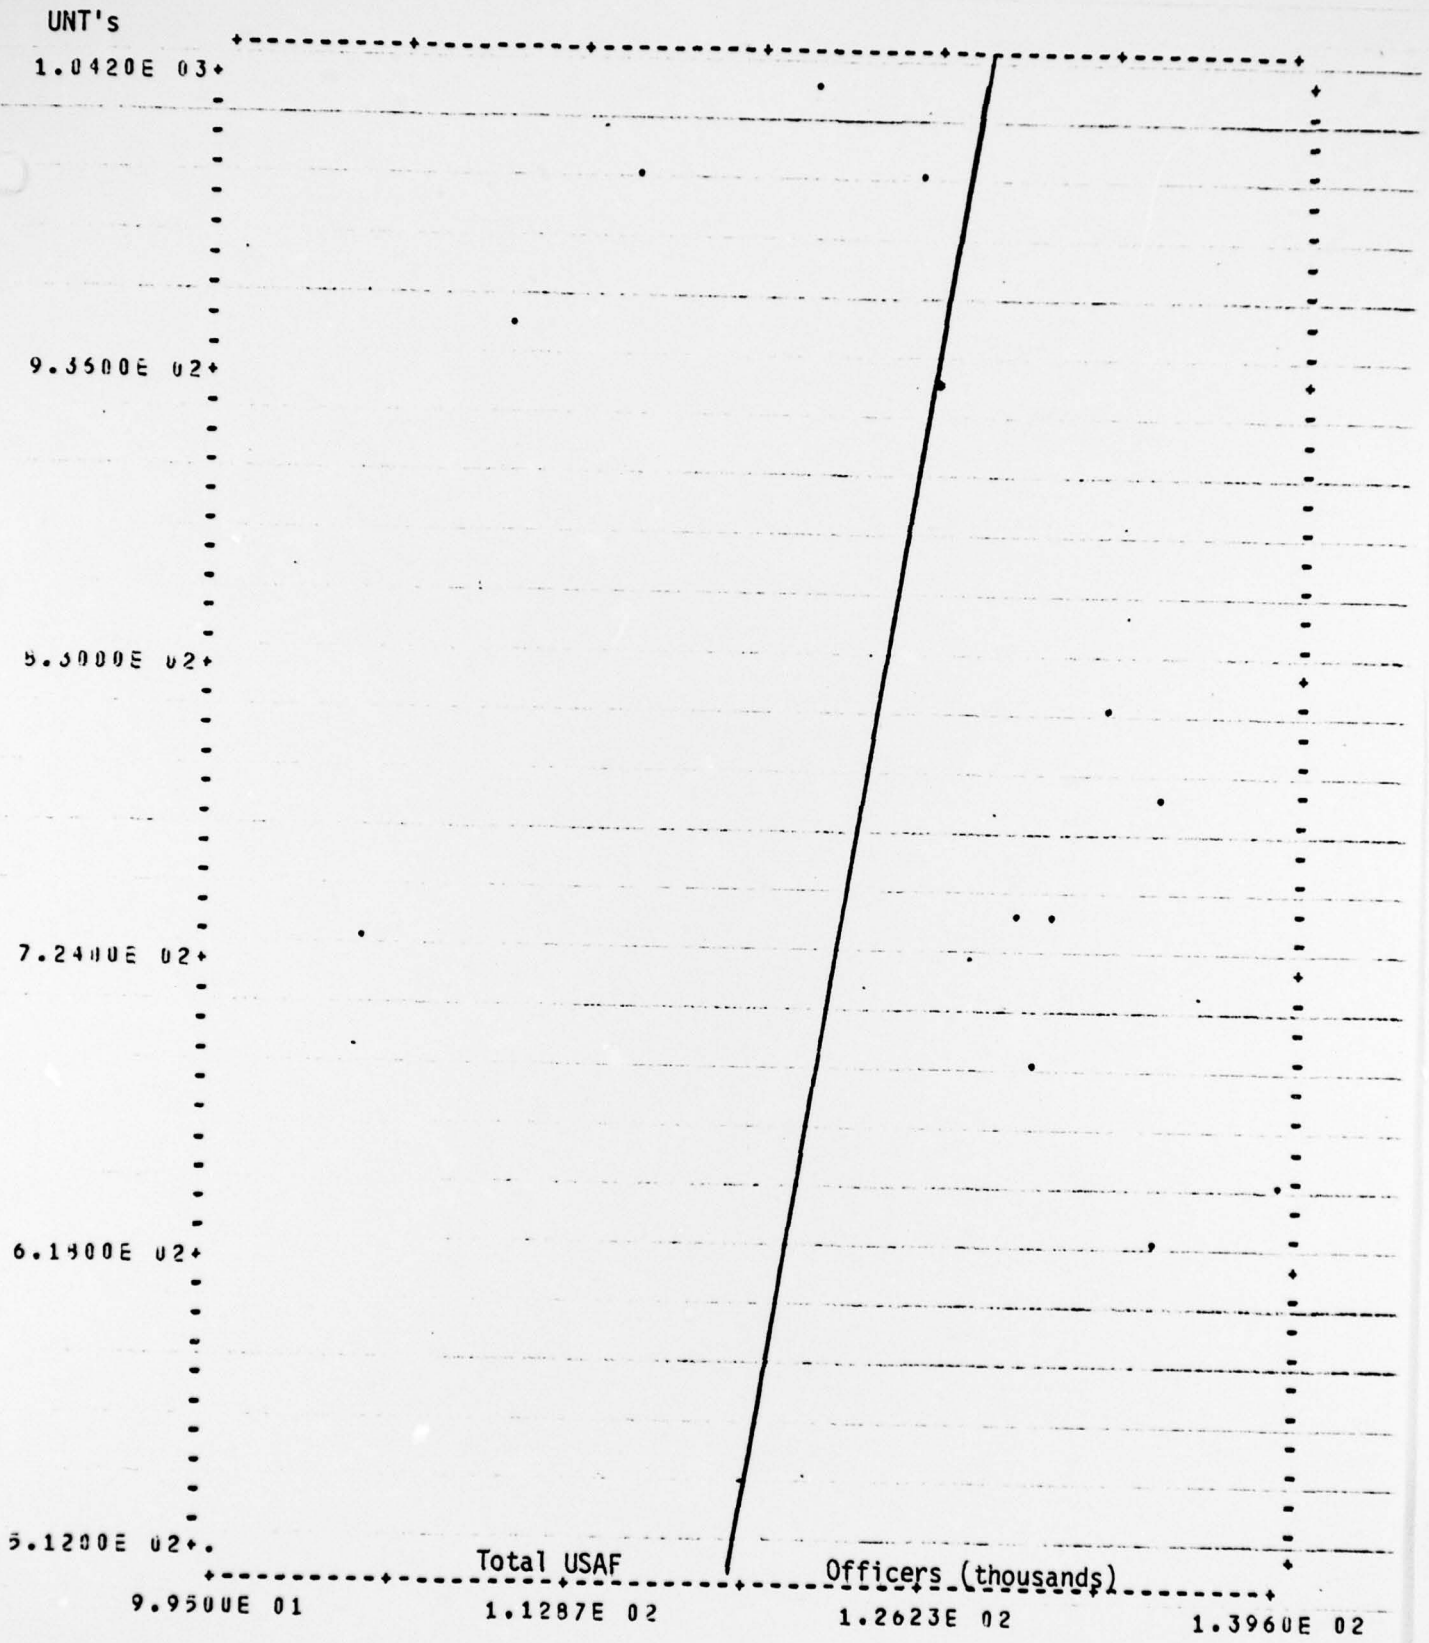 UNT's
1.0420E 03
9.3600E 02
8.3000E 02
7.2400E 02
6.1800E 02
5.1200E 02
Total USAF Officers (thousands)
9.9500E 01 1.1287E 02 1.2623E 02 1.3960E 02